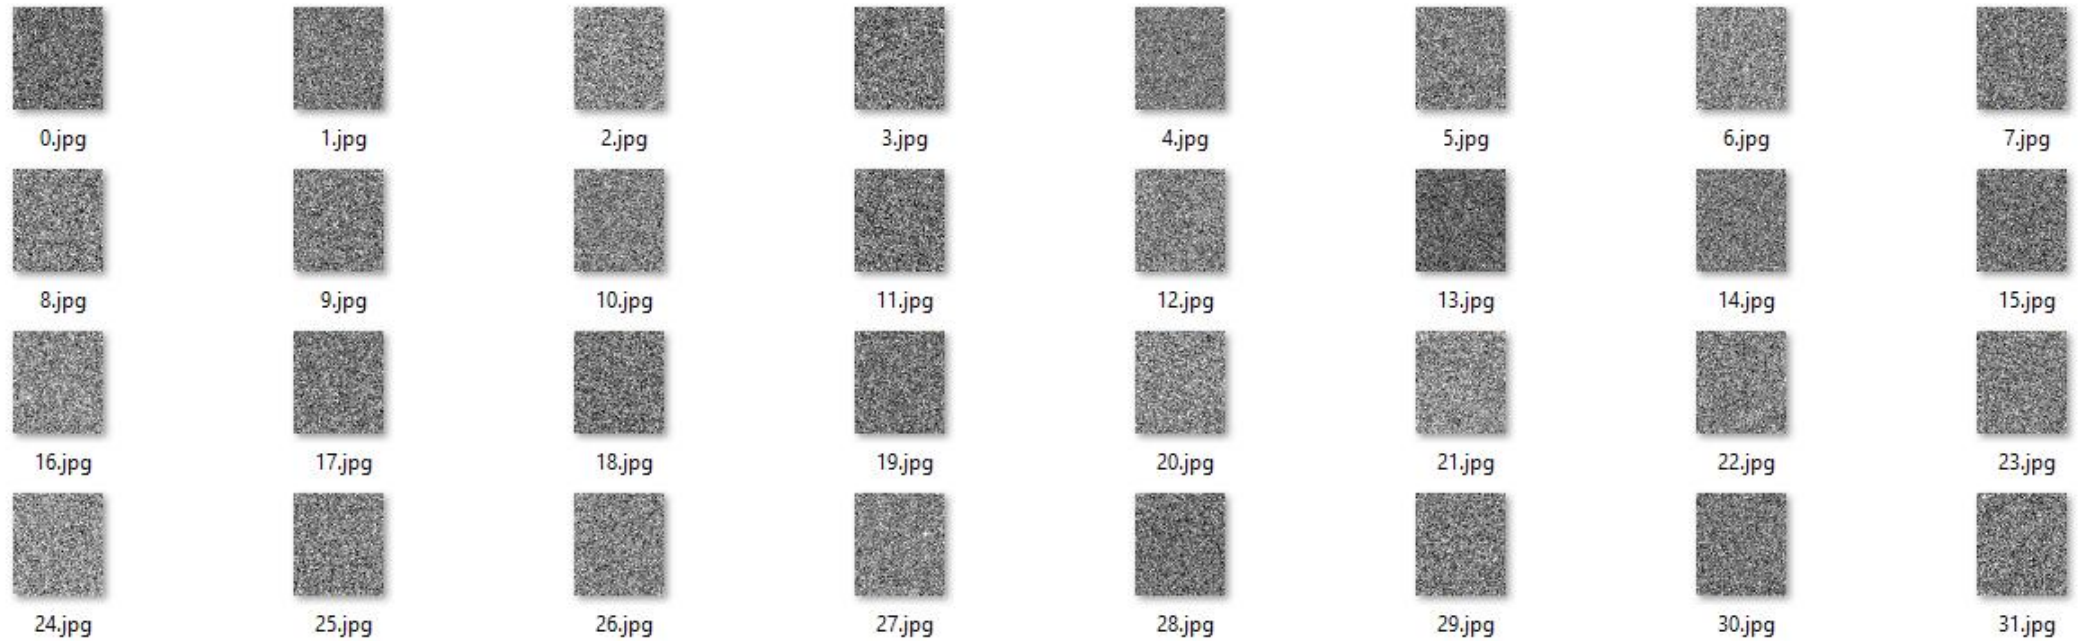 0.jpg 1.jpg 2.jpg 3.jpg 4.jpg 5.jpg 6.jpg 7.jpg
8.jpg 9.jpg 10.jpg 11.jpg 12.jpg 13.jpg 14.jpg 15.jpg
16.jpg 17.jpg 18.jpg 19.jpg 20.jpg 21.jpg 22.jpg 23.jpg
24.jpg 25.jpg 26.jpg 27.jpg 28.jpg 29.jpg 30.jpg 31.jpg